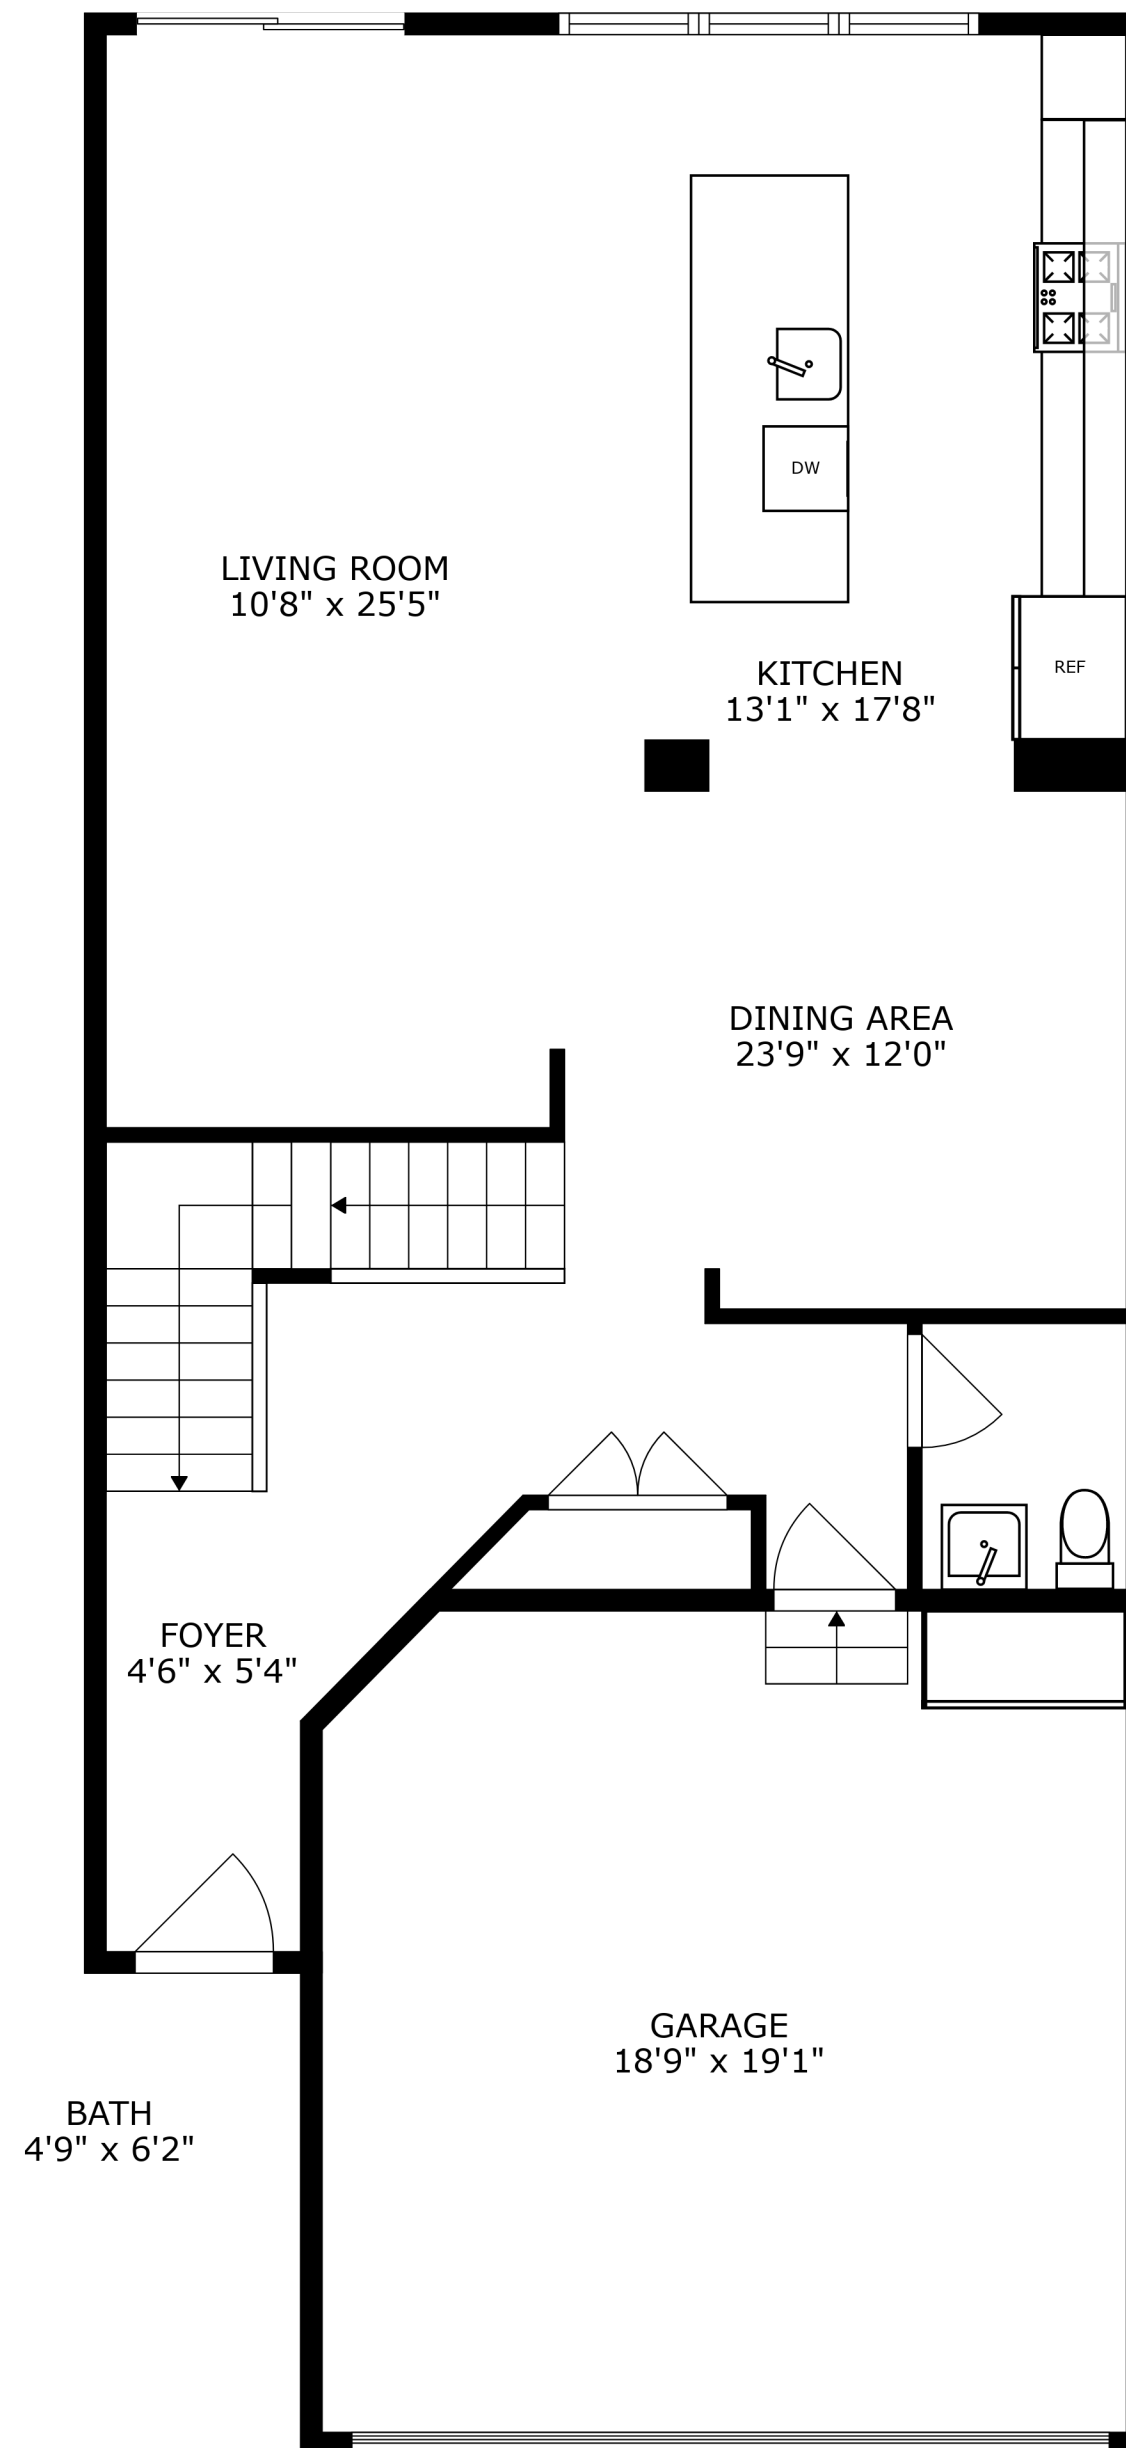 DW
LIVING ROOM
10'8" x 25'5"
KITCHEN
13'1" x 17'8"
REF
DINING AREA
23'9" x 12'0"
FOYER
4'6" x 5'4"
GARAGE
18'9" x 19'1"
BATH
4'9" x 6'2"